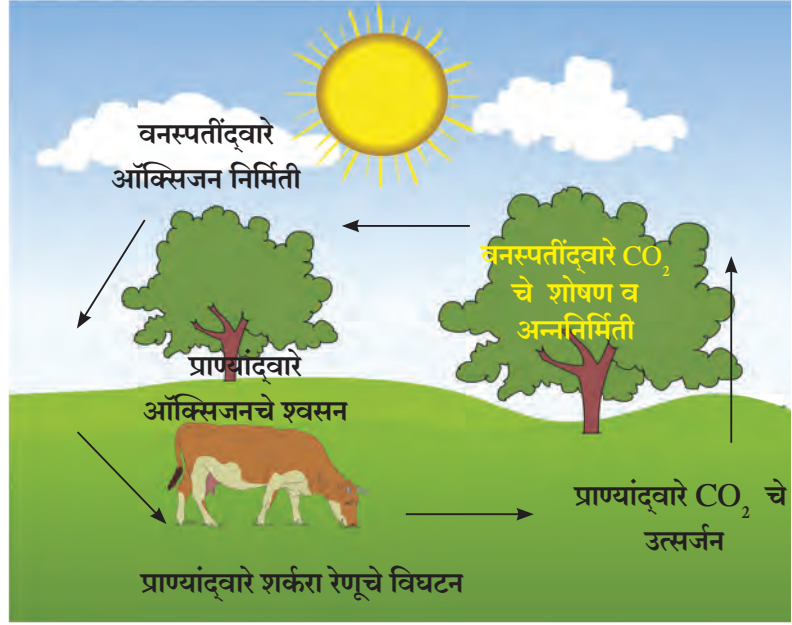 वनस्पतींद्वारे
ऑक्सिजन निर्मिती
वनस्पतींद्वारे CO₂
चे शोषण व
अन्ननिर्मिती
प्राण्यांद्वारे
ऑक्सिजनचे श्वसन
प्राण्यांद्वारे CO₂ चे
उत्सर्जन
प्राण्यांद्वारे शर्करा रेणूचे विघटन